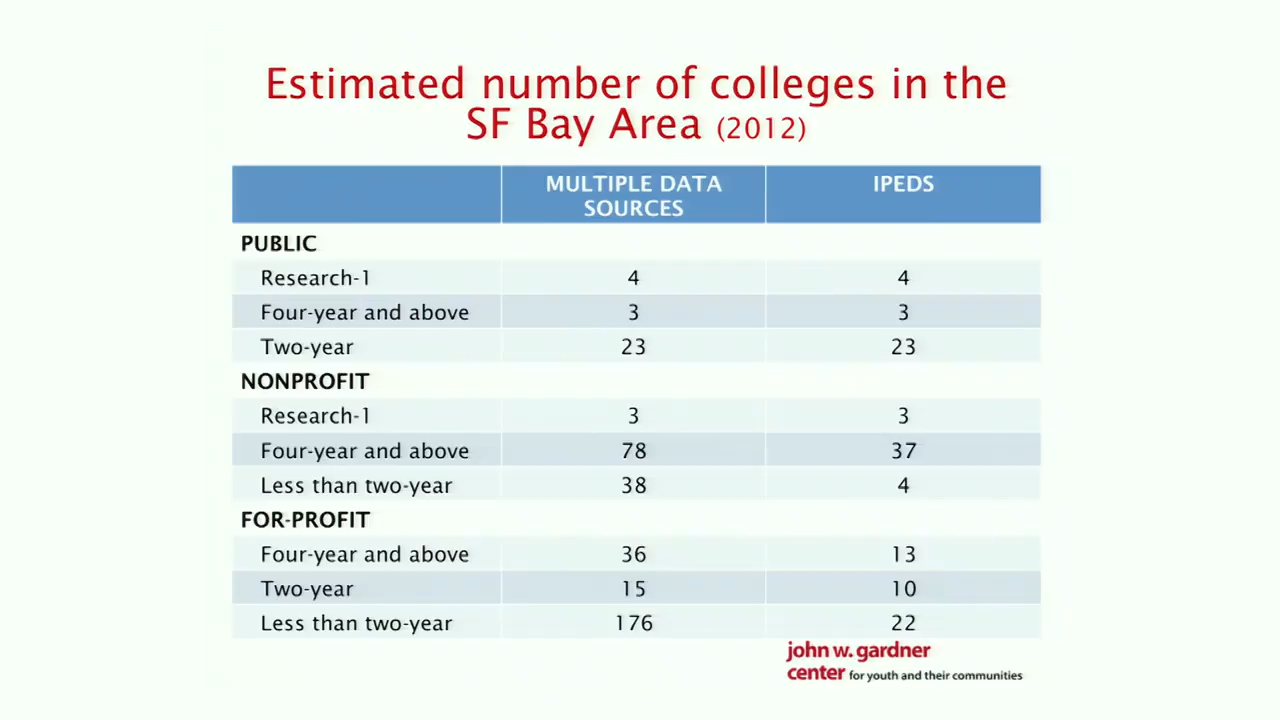 Estimated number of colleges in the
SF Bay Area (2012)
MULTIPLE DATA SOURCES IPEDS
PUBLIC
Research-1 4 4
Four-year and above 3 3
Two-year 23 23
NONPROFIT
Research-1 3 3
Four-year and above 78 37
Less than two-year 38 4
FOR-PROFIT
Four-year and above 36 13
Two-year 15 10
Less than two-year 176 22
john w. gardner
center for youth and their communities